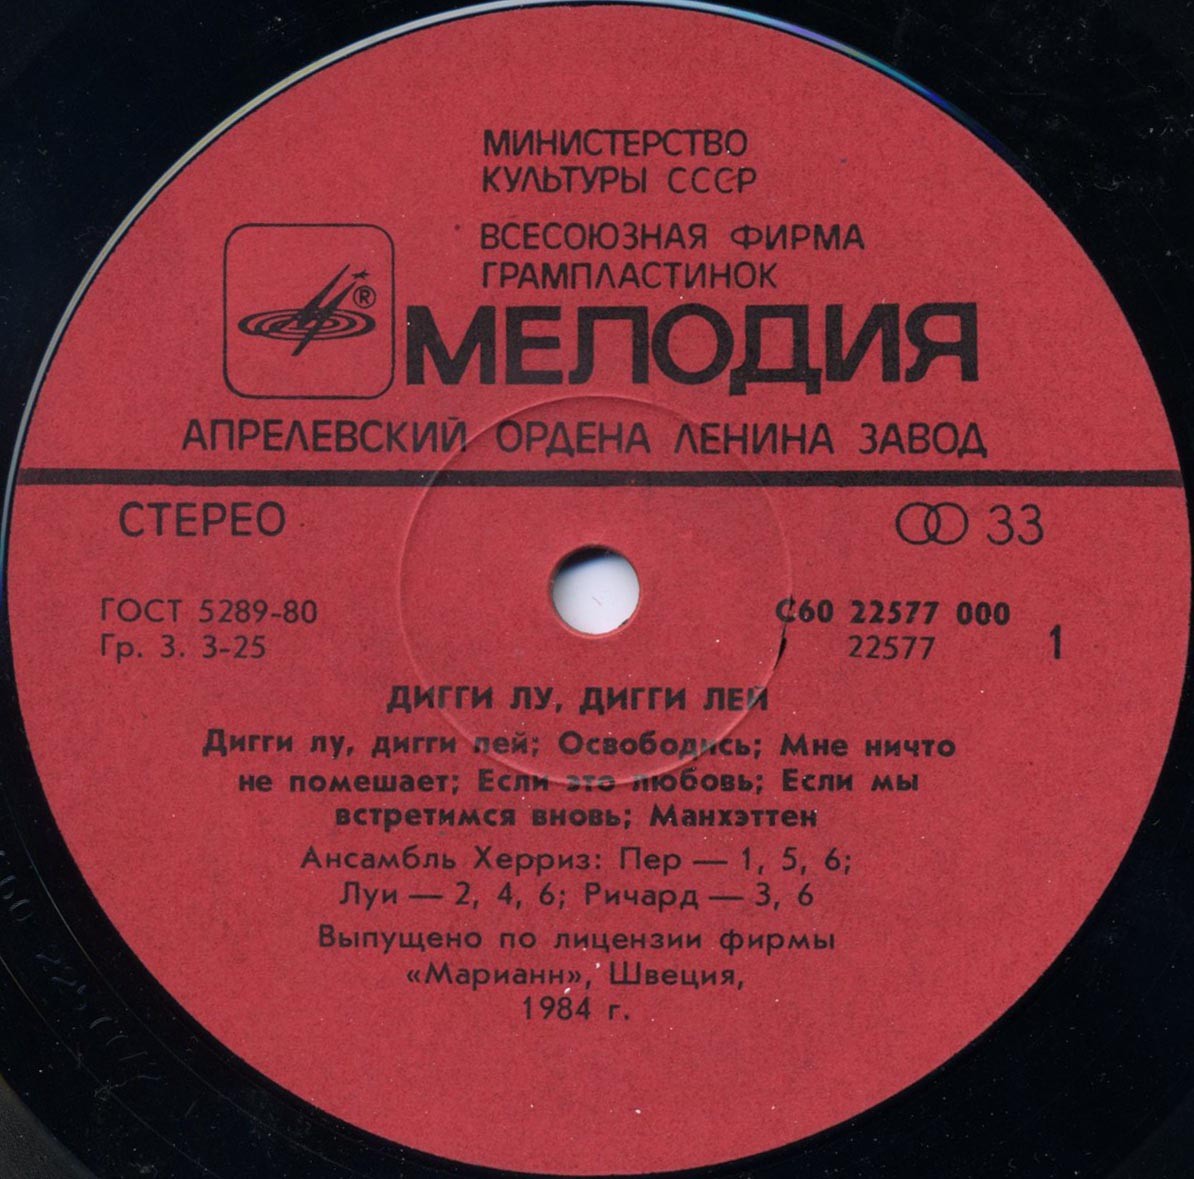 МИНИСТЕРСТВО
КУЛЬТУРЫ СССР
ВСЕСОЮЗНАЯ ФИРМА
ГРАМПЛАСТИНОК
®
МЕЛОДИЯ
АПРЕЛЕВСКИЙ ОРДЕНА ЛЕНИНА ЗАВОД
СТЕРЕО
33
ГОСТ 5289-80
С60 22577 000
Гр. 3. 3-25
22577
1
ДИГГИ ЛУ, ДИГГИ ЛЕЙ
Дигги лу, дигги лей; Освободись; Мне ничто
не помешает; Если это любовь; Если мы
встретимся вновь; Манхэттен
Ансамбль Херриз: Пер — 1, 5, 6;
Луи — 2, 4, 6; Ричард — 3, 6
Выпущено по лицензии фирмы
«Марианн», Швеция,
1984 г.